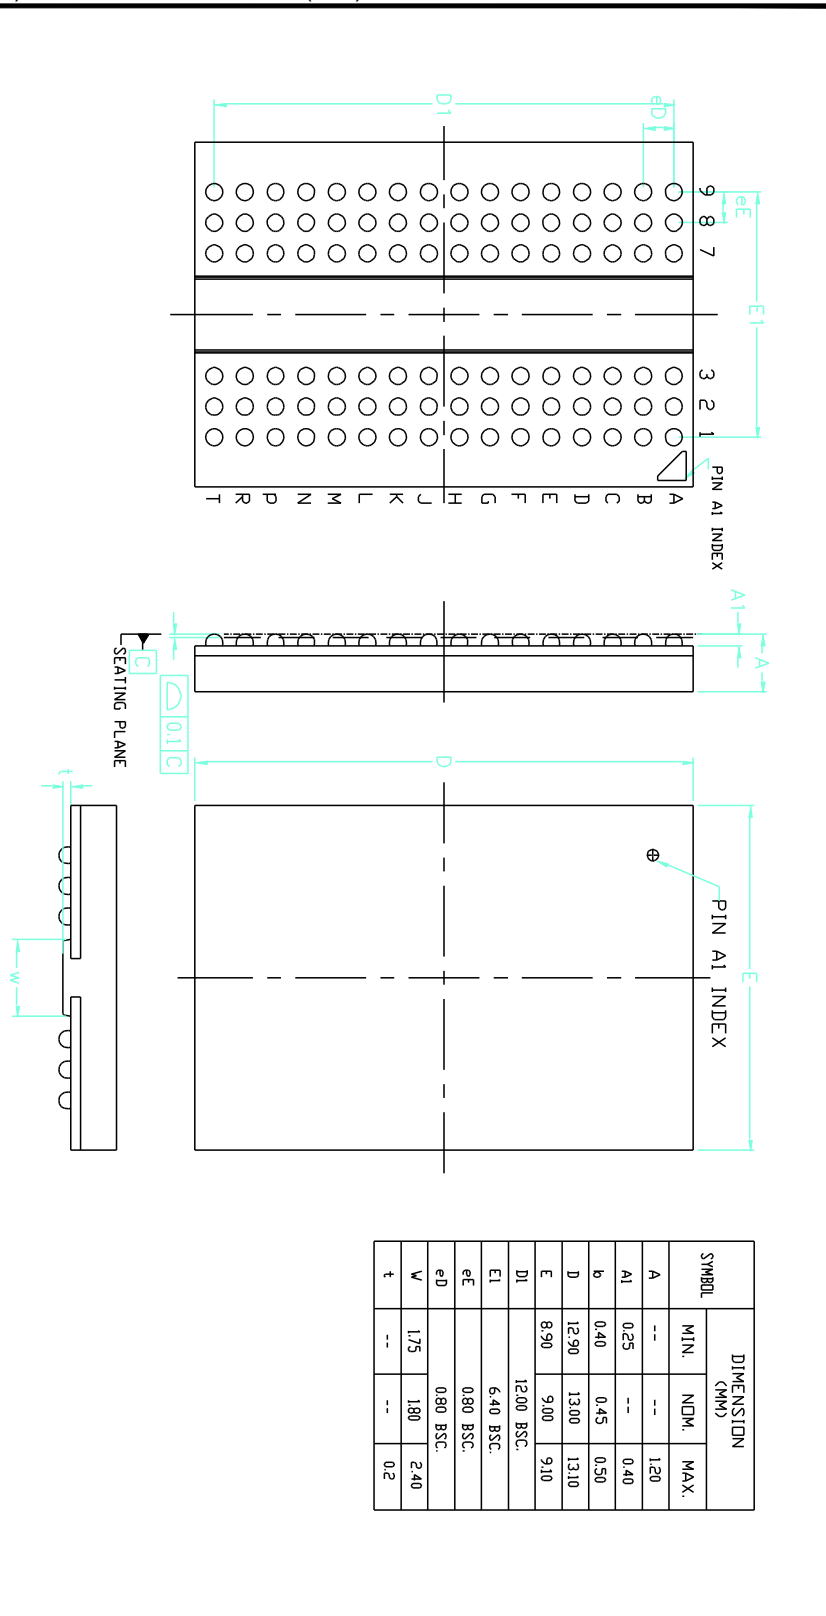 D1
eD
9
8
7
3
2
1
eE
E1
T R P N M L K J H G F E D C B A
PIN A1 INDEX
A1
A
SEATING PLANE
C
0.1 C
D
t
w
E
PIN A1 INDEX
SYMBOL
DIMENSION
(MM)
MIN. NOM. MAX.
A -- -- 1.20
A1 0.25 -- 0.40
b 0.40 0.45 0.50
D 12.90 13.00 13.10
E 8.90 9.00 9.10
D1 12.00 BSC.
E1 6.40 BSC.
eE 0.80 BSC.
eD 0.80 BSC.
W 1.75 1.80 2.40
t -- -- 0.2